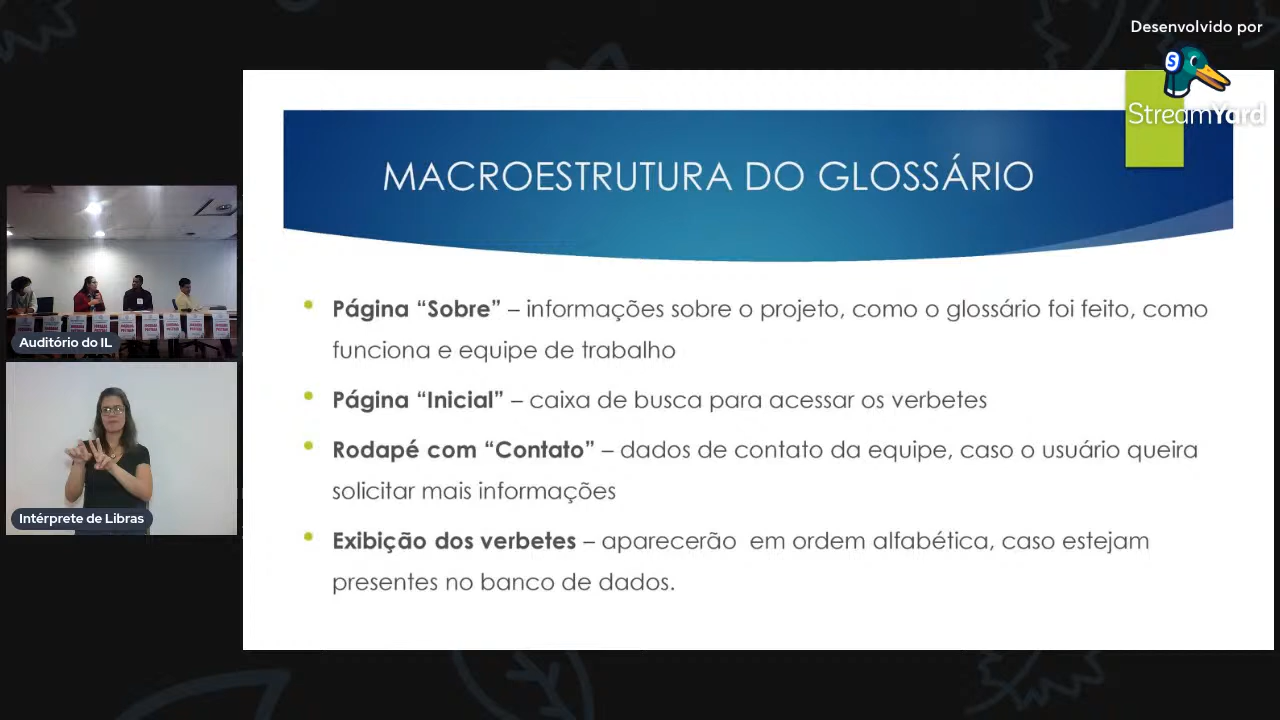 Desenvolvido por
StreamYard
MACROESTRUTURA DO GLOSSÁRIO
Página “Sobre” – informações sobre o projeto, como o glossário foi feito, como
funciona e equipe de trabalho
Página “Inicial” – caixa de busca para acessar os verbetes
Rodapé com “Contato” – dados de contato da equipe, caso o usuário queira
solicitar mais informações
Exibição dos verbetes – aparecerão  em ordem alfabética, caso estejam
presentes no banco de dados.
Auditório do IL
Intérprete de Libras